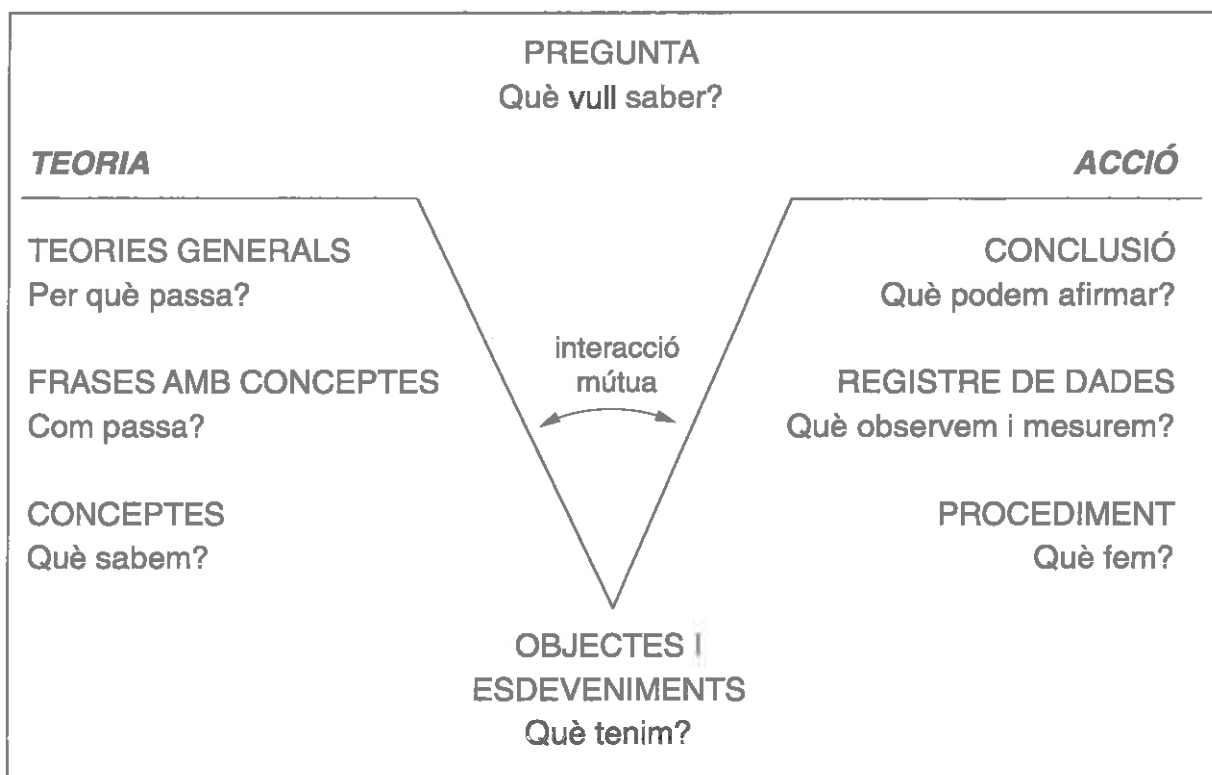 PREGUNTA
Què vull saber?
TEORIA
ACCIÓ
TEORIES GENERALS
Per què passa?
FRASES AMB CONCEPTES
Com passa?
CONCEPTES
Què sabem?
interacció
mútua
CONCLUSIÓ
Què podem afirmar?
REGISTRE DE DADES
Què observem i mesurem?
PROCEDIMENT
Què fem?
OBJECTES I
ESDEVENIMENTS
Què tenim?